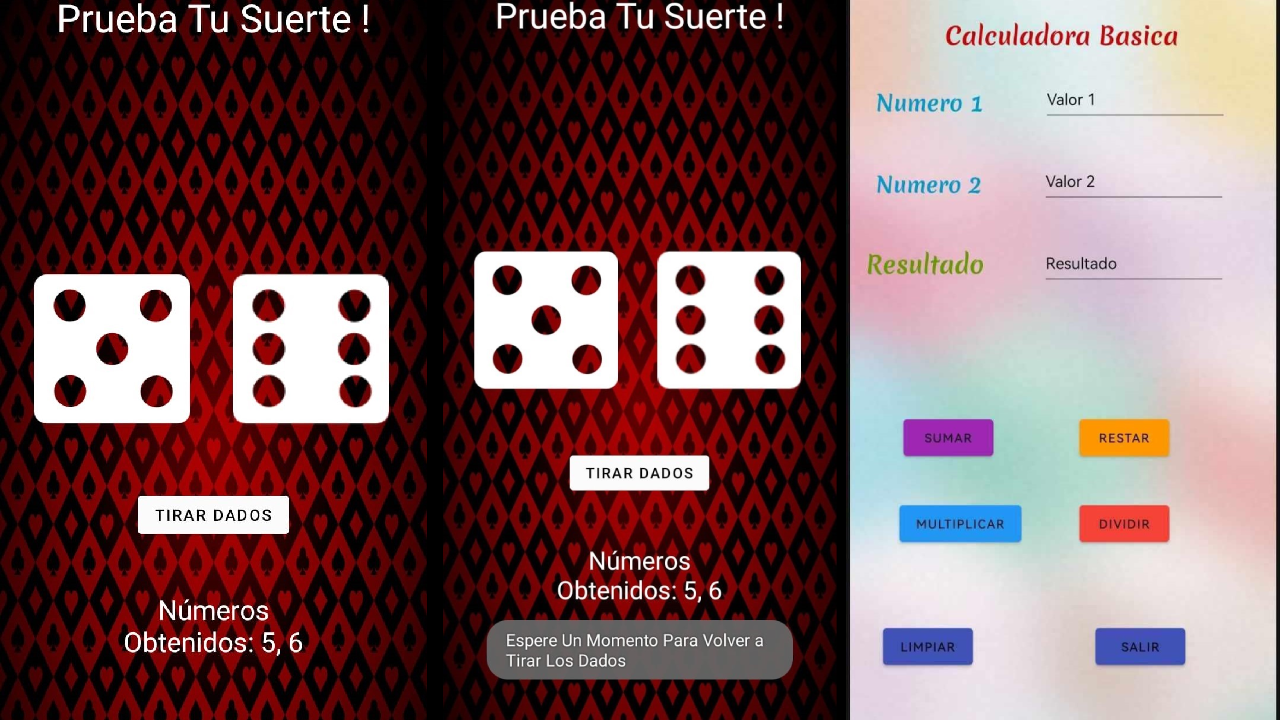 Prueba Tu Suerte !
TIRAR DADOS
Números
Obtenidos: 5, 6
Prueba Tu Suerte !
TIRAR DADOS
Números
Obtenidos: 5, 6
Espere Un Momento Para Volver a
Tirar Los Dados
Calculadora Basica
Numero 1 Valor 1
Numero 2 Valor 2
Resultado Resultado
SUMAR RESTAR
MULTIPLICAR DIVIDIR
LIMPIAR SALIR